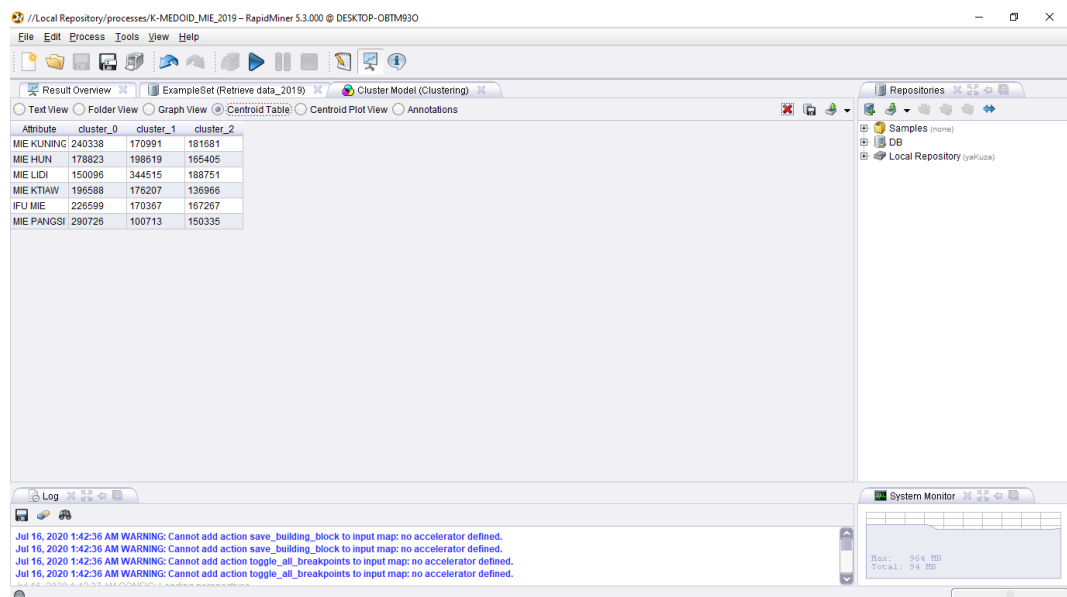 //Local Repository/processes/K-MEDOID_MIE_2019 – RapidMiner 5.3.000 @ DESKTOP-OBTM93O
File Edit Process Tools View Help
Result Overview ExampleSet (Retrieve data_2019) Cluster Model (Clustering)
Text View Folder View Graph View Centroid Table Centroid Plot View Annotations
Attribute cluster_0 cluster_1 cluster_2
MIE KUNING 240338 170991 181681
MIE HUN 178823 198619 165405
MIE LIDI 150096 344515 188751
MIE KTIAW 196588 176207 136966
IFU MIE 226599 170367 167267
MIE PANGSI 290726 100713 150335
Repositories
Samples (none)
DB
Local Repository (yaKuza)
Log
Jul 16, 2020 1:42:36 AM WARNING: Cannot add action save_building_block to input map: no accelerator defined.
Jul 16, 2020 1:42:36 AM WARNING: Cannot add action save_building_block to input map: no accelerator defined.
Jul 16, 2020 1:42:36 AM WARNING: Cannot add action toggle_all_breakpoints to input map: no accelerator defined.
Jul 16, 2020 1:42:36 AM WARNING: Cannot add action toggle_all_breakpoints to input map: no accelerator defined.
System Monitor
Max: 964 MB
Total: 94 MB